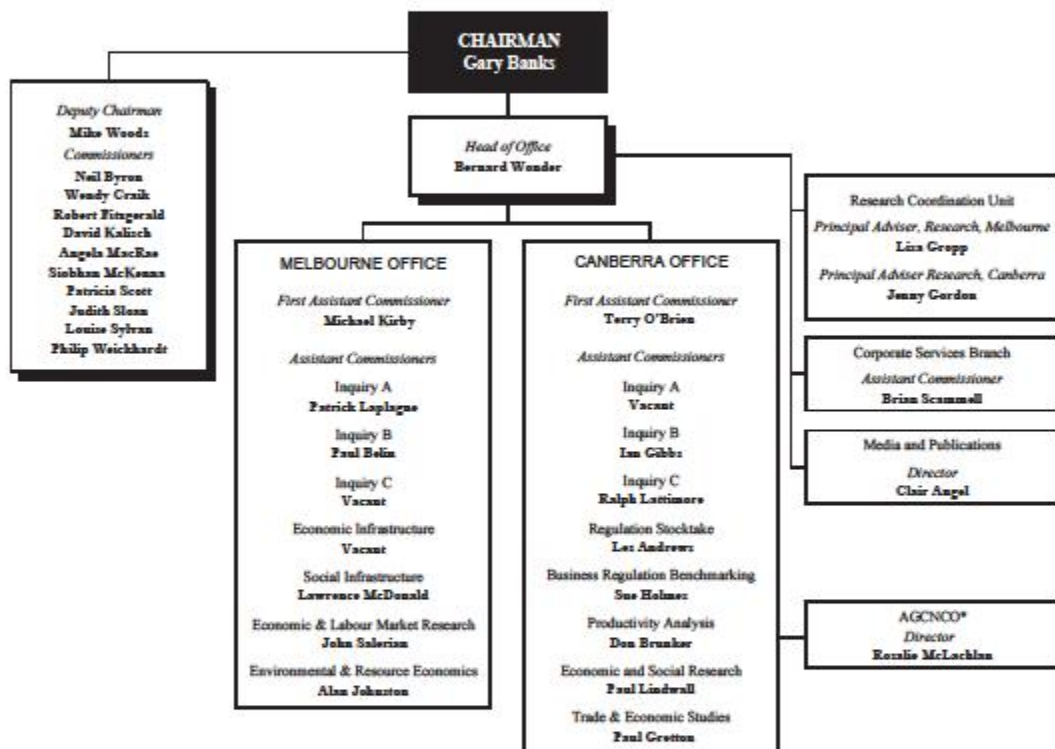 CHAIRMAN
Gary Banks
Deputy Chairman
Mike Woods
Commissioners
Neil Byron
Wendy Craik
Robert Fitzgerald
David Kalisch
Angela MacRae
Siobhan McKenna
Patricia Scott
Judith Sloan
Louise Sylvan
Philip Weickhardt
Head of Office
Bernard Wonder
MELBOURNE OFFICE
First Assistant Commissioner
Michael Kirby
Assistant Commissioners
Inquiry A
Patrick Laplagne
Inquiry B
Paul Belin
Inquiry C
Vacant
Economic Infrastructure
Vacant
Social Infrastructure
Lawrence McDonald
Economic & Labour Market Research
John Salerian
Environmental & Resource Economics
Alan Johnston
CANBERRA OFFICE
First Assistant Commissioner
Terry O'Brien
Assistant Commissioners
Inquiry A
Vacant
Inquiry B
Ian Gibbs
Inquiry C
Ralph Lattimore
Regulation Stocktake
Les Andrews
Business Regulation Benchmarking
Sue Holmes
Productivity Analysis
Don Brunker
Economic and Social Research
Paul Lindwall
Trade & Economic Studies
Paul Gretton
Research Coordination Unit
Principal Adviser, Research, Melbourne
Lisa Gropp
Principal Adviser Research, Canberra
Jenny Gordon
Corporate Services Branch
Assistant Commissioner
Brian Scammell
Media and Publications
Director
Clair Angel
AGCNCO*
Director
Rosalie McLachlan